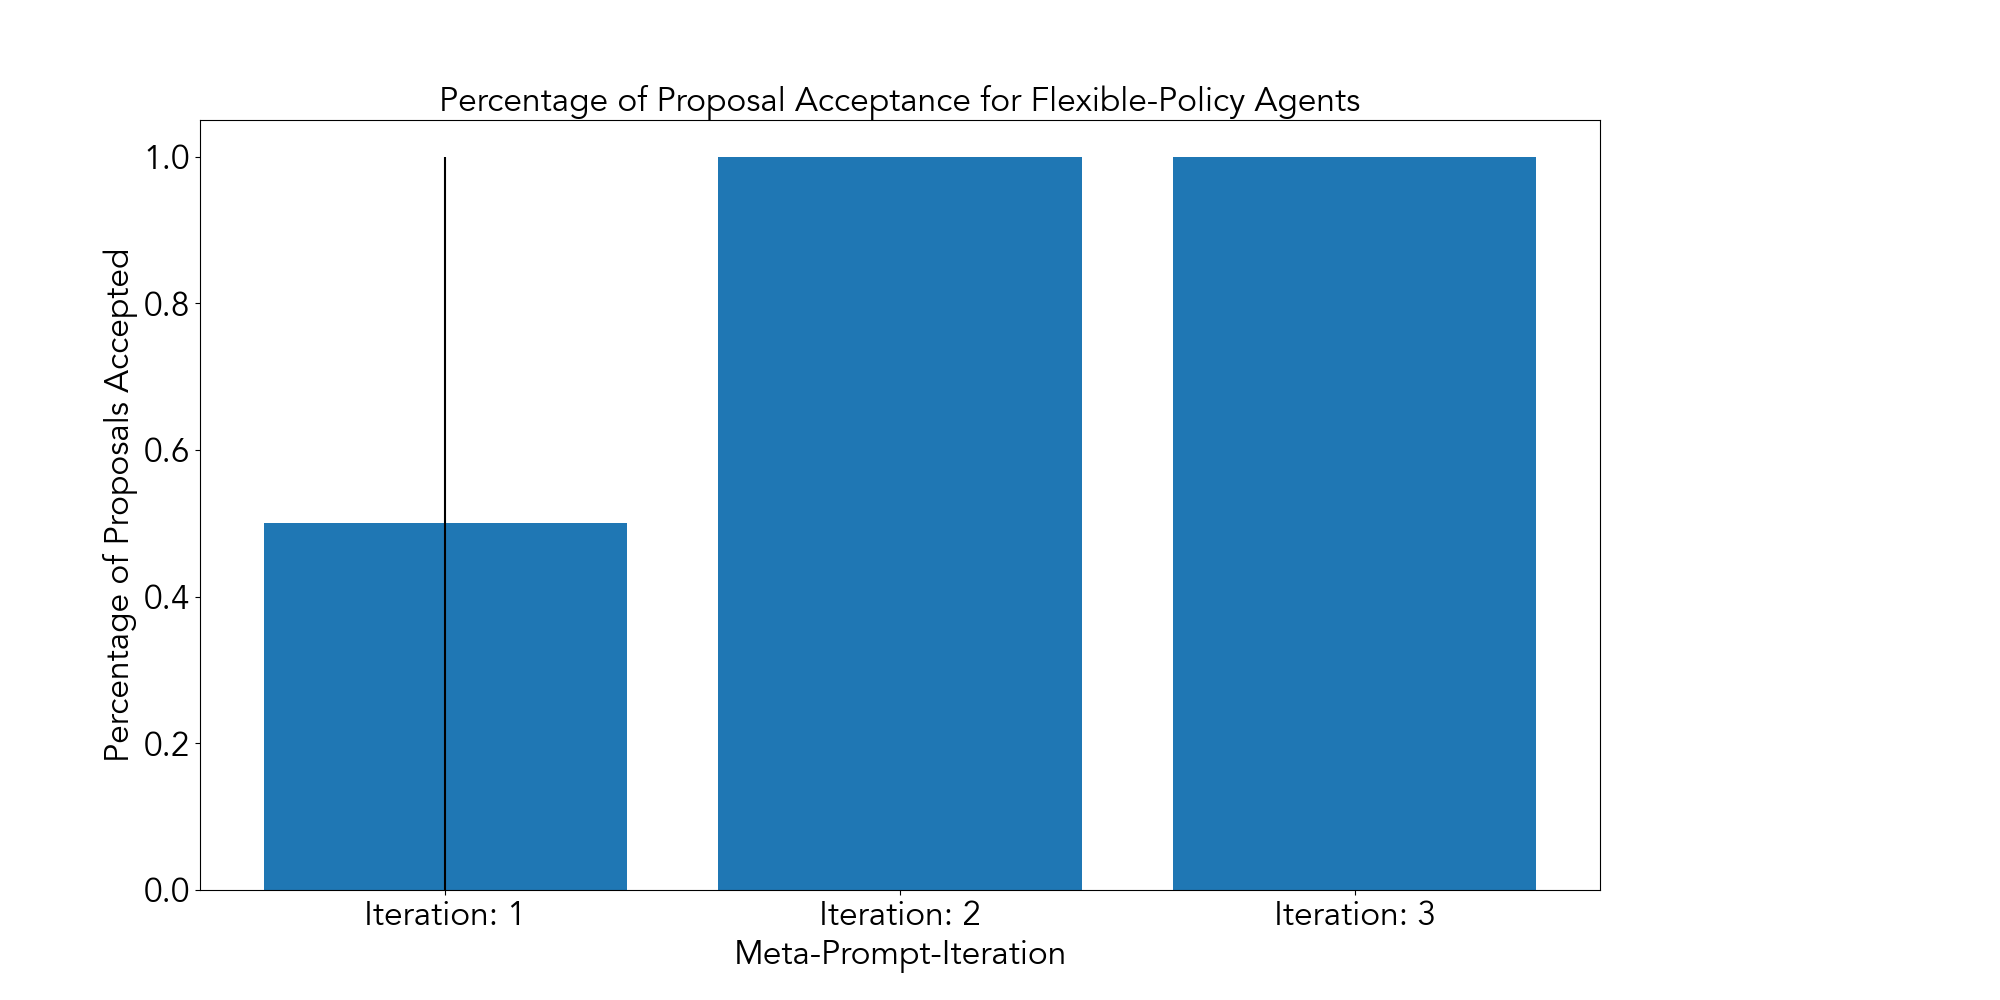 Percentage of Proposal Acceptance for Flexible-Policy Agents
Percentage of Proposals Accepted
1.0
0.8
0.6
0.4
0.2
0.0
Iteration: 1
Iteration: 2
Iteration: 3
Meta-Prompt-Iteration